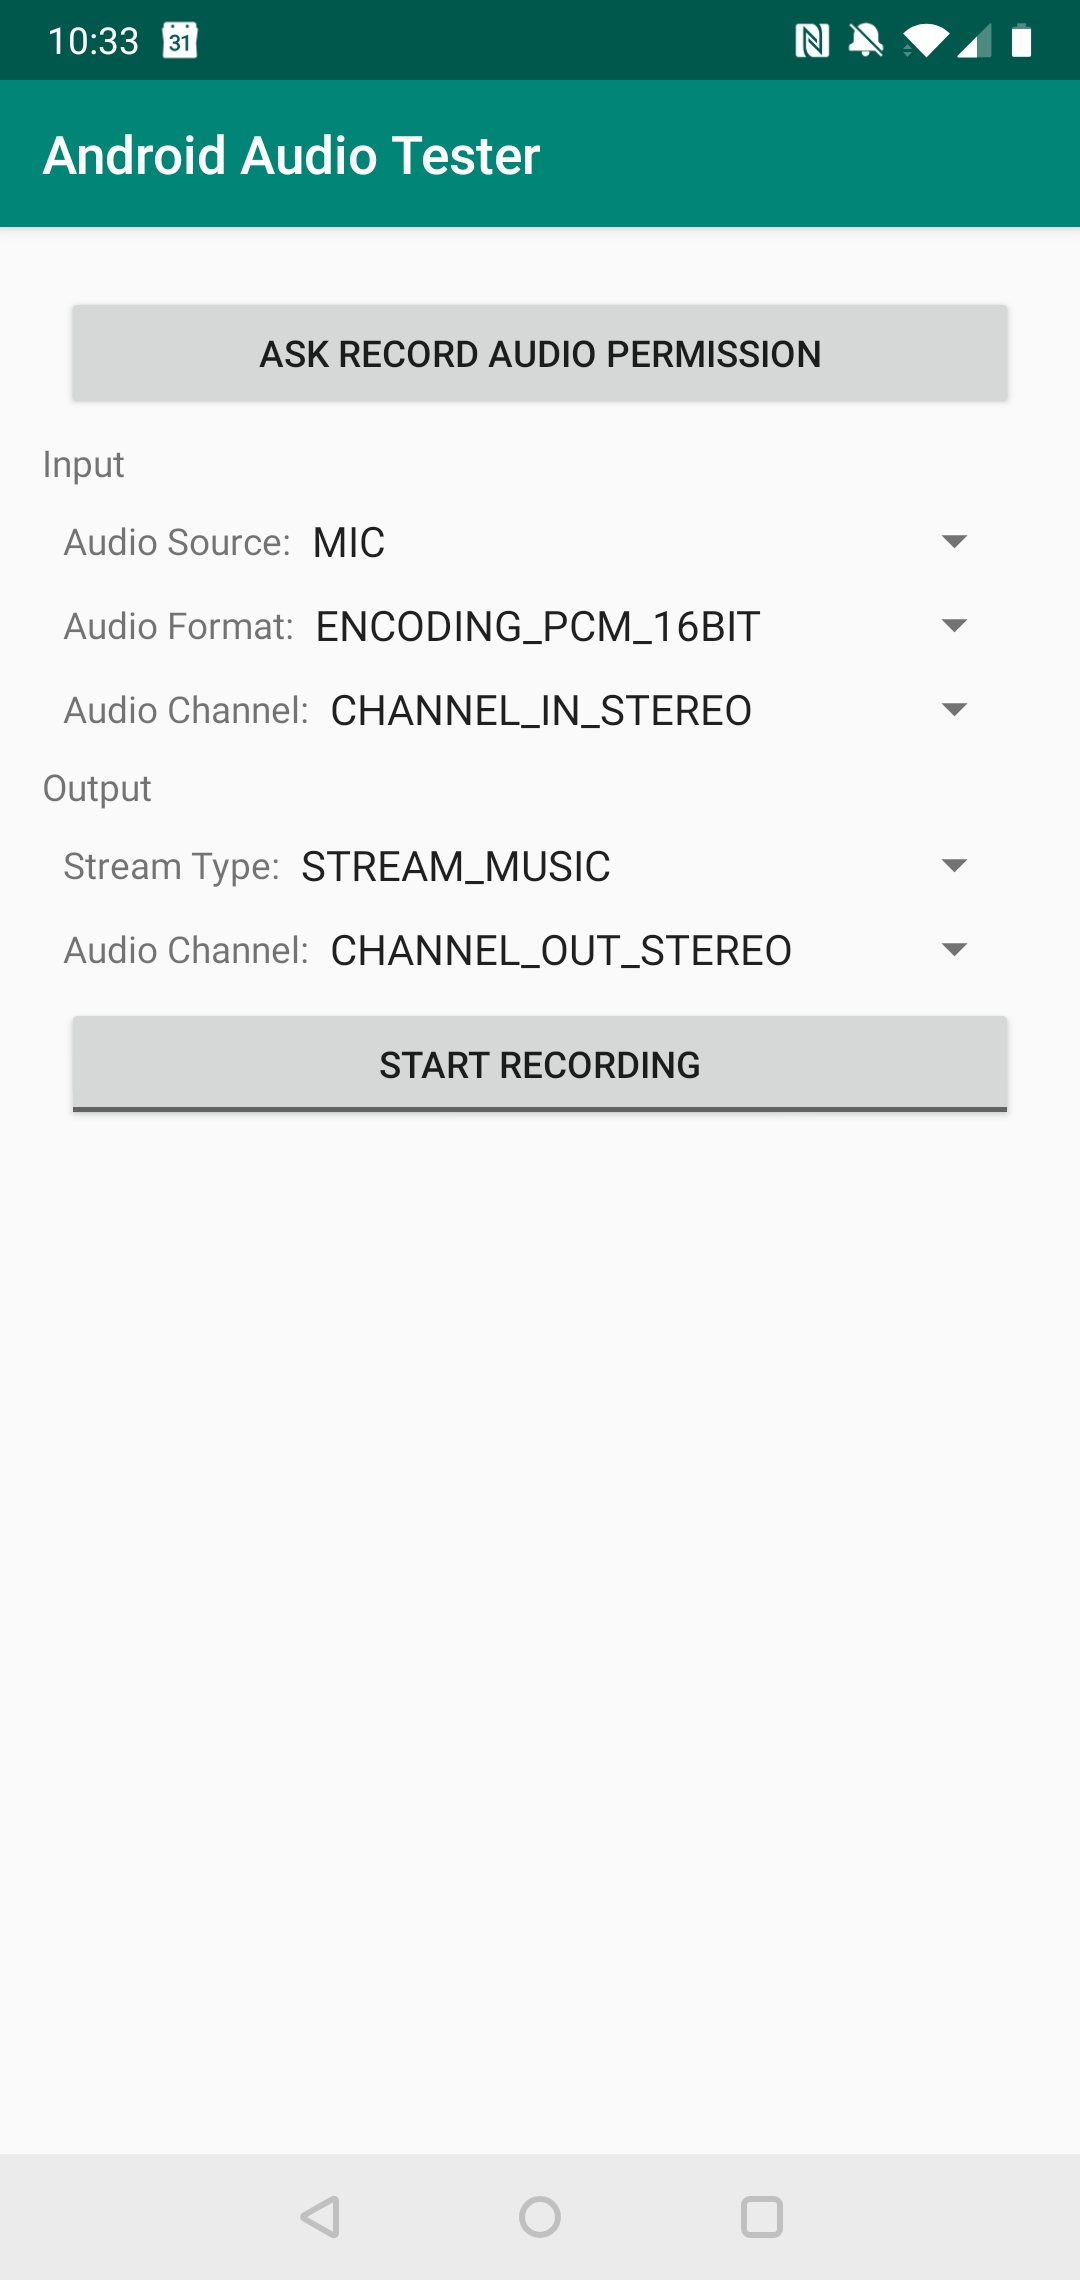 10:33 31
Android Audio Tester
ASK RECORD AUDIO PERMISSION
Input
Audio Source: MIC
Audio Format: ENCODING_PCM_16BIT
Audio Channel: CHANNEL_IN_STEREO
Output
Stream Type: STREAM_MUSIC
Audio Channel: CHANNEL_OUT_STEREO
START RECORDING